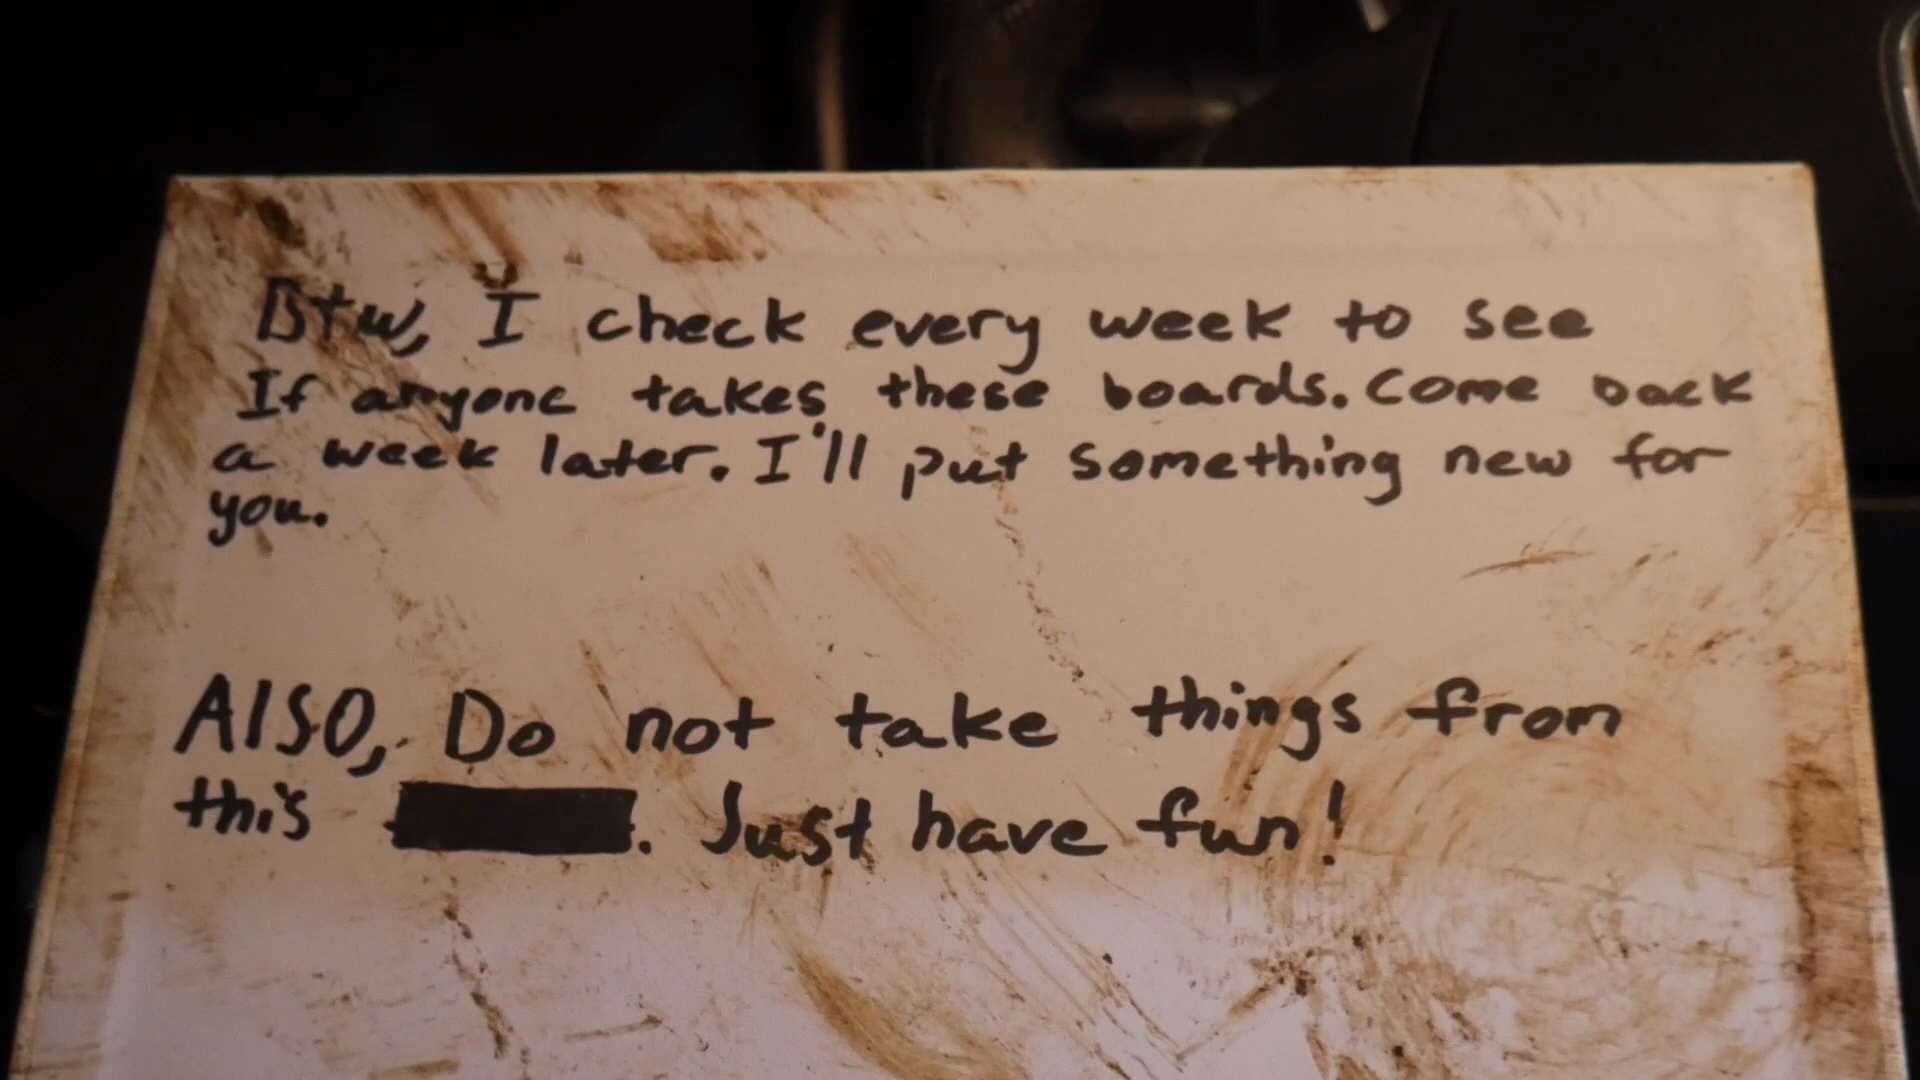 Btw, I check every week to see
If anyone takes these boards. Come back
a week later. I'll put something new for
you.
AlSO, Do not take things from
this . Just have fun!